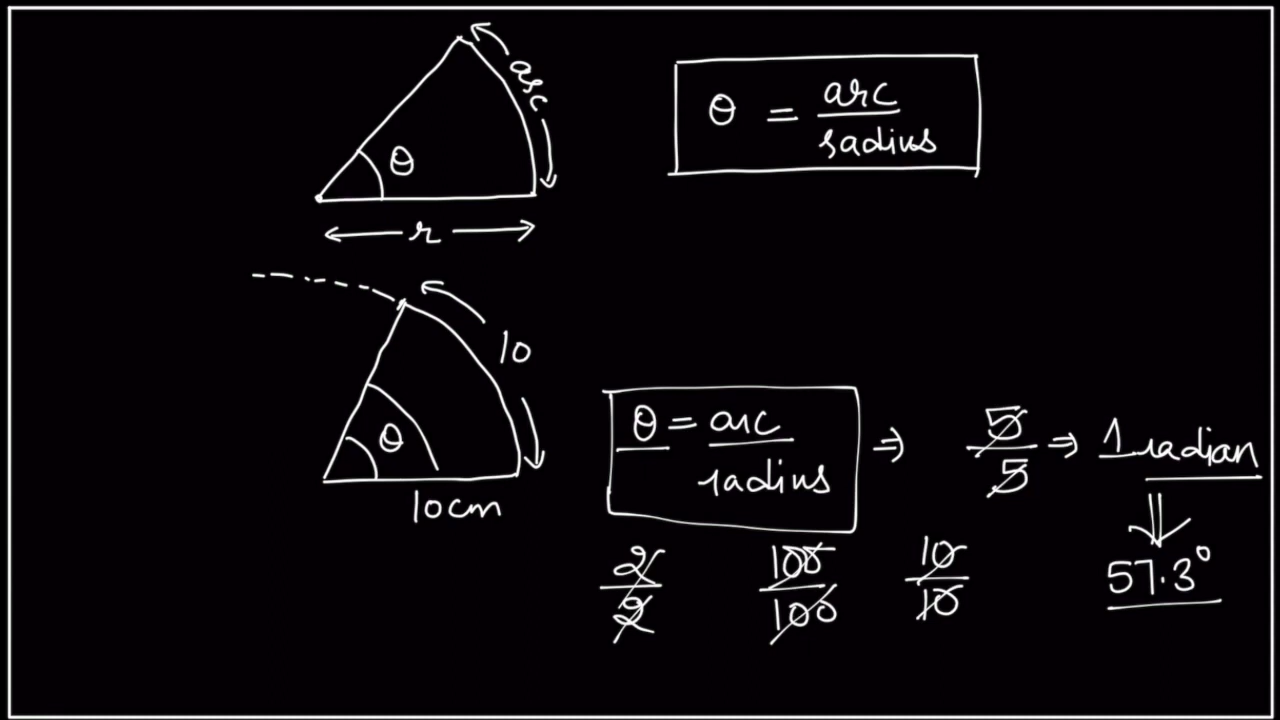 arc
θ
r
θ = arc/radius
10
θ
10cm
θ = arc/radius ⇒ 5/5 ⇒ 1 radian
⇓
2/2 100/100 10/10
57.3°